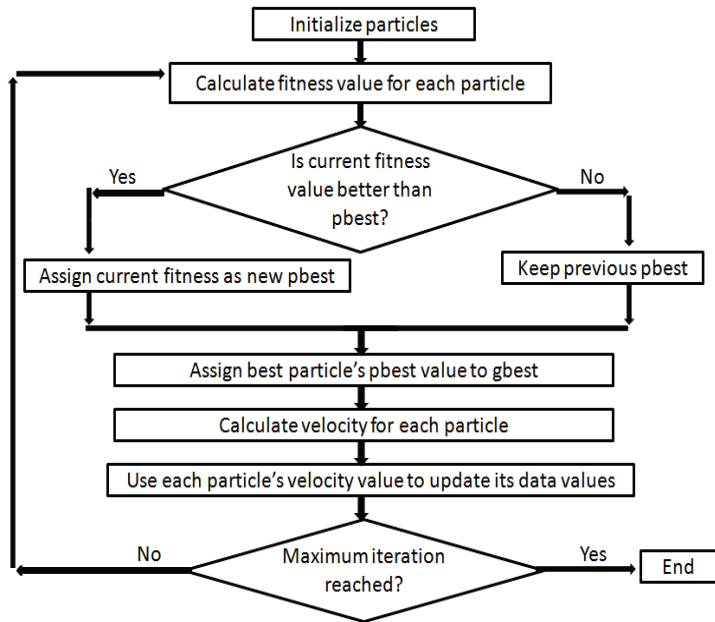 Initialize particles
Calculate fitness value for each particle
Is current fitness
value better than
pbest?
Yes
No
Assign current fitness as new pbest
Keep previous pbest
Assign best particle's pbest value to gbest
Calculate velocity for each particle
Use each particle's velocity value to update its data values
Maximum iteration
reached?
No
Yes
End